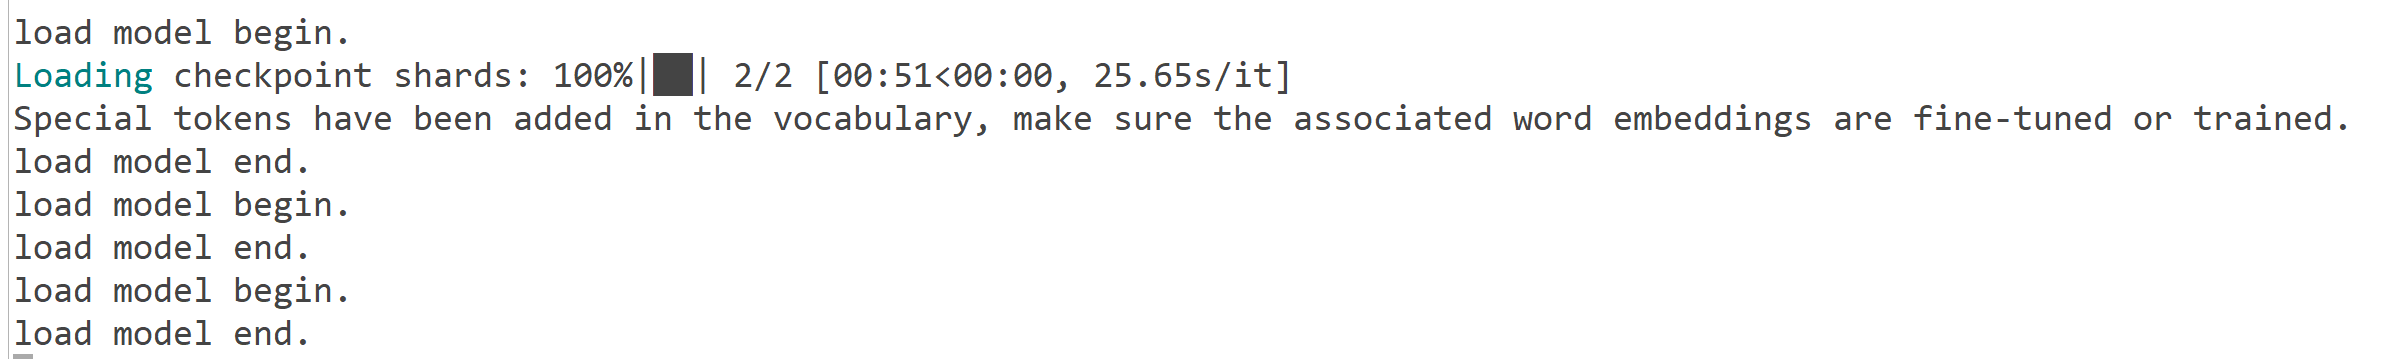 load model begin.
Loading checkpoint shards: 100%|██| 2/2 [00:51<00:00, 25.65s/it]
Special tokens have been added in the vocabulary, make sure the associated word embeddings are fine-tuned or trained.
load model end.
load model begin.
load model end.
load model begin.
load model end.